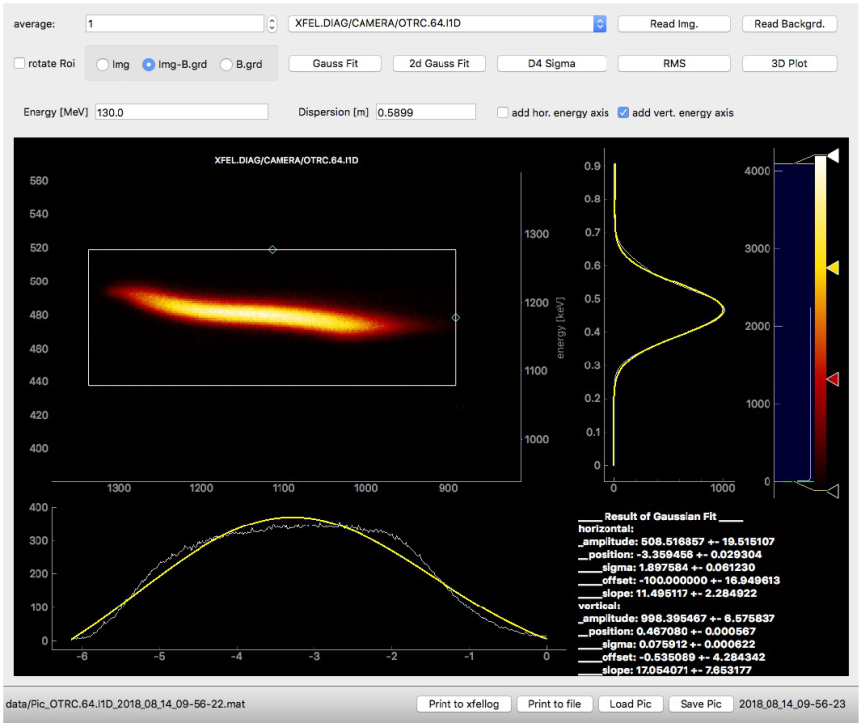 average: 1 XFEL.DIAG/CAMERA/OTRC.64.I1D Read Img. Read Backgrd.
rotate Roi Img Img-B.grd B.grd Gauss Fit 2d Gauss Fit D4 Sigma RMS 3D Plot
Energy [MeV] 130.0 Dispersion [m] 0.5899 add hor. energy axis add vert. energy axis
XFEL.DIAG/CAMERA/OTRC.64.I1D
560
540
520
500
480
460
440
420
400
1300 1200 1100 1000 900
1300
1200
1100
1000
energy [keV]
0.9
0.8
0.7
0.6
0.5
0.4
0.3
0.2
0.1
0
0 1000
4000
3000
2000
1000
0
400
300
200
100
0
-6 -5 -4 -3 -2 -1 0
____ Result of Gaussian Fit ____
horizontal:
_amplitude: 508.516857 +- 19.515107
__position: -3.359456 +- 0.029304
____sigma: 1.897584 +- 0.061230
____offset: -100.000000 +- 16.949613
____slope: 11.495117 +- 2.284922
vertical:
_amplitude: 998.395467 +- 6.575837
__position: 0.467080 +- 0.000567
____sigma: 0.075912 +- 0.000622
____offset: -0.535089 +- 4.284342
____slope: 17.054071 +- 7.653177
data/Pic_OTRC.64.I1D_2018_08_14_09-56-22.mat Print to xfellog Print to file Load Pic Save Pic 2018_08_14_09-56-23